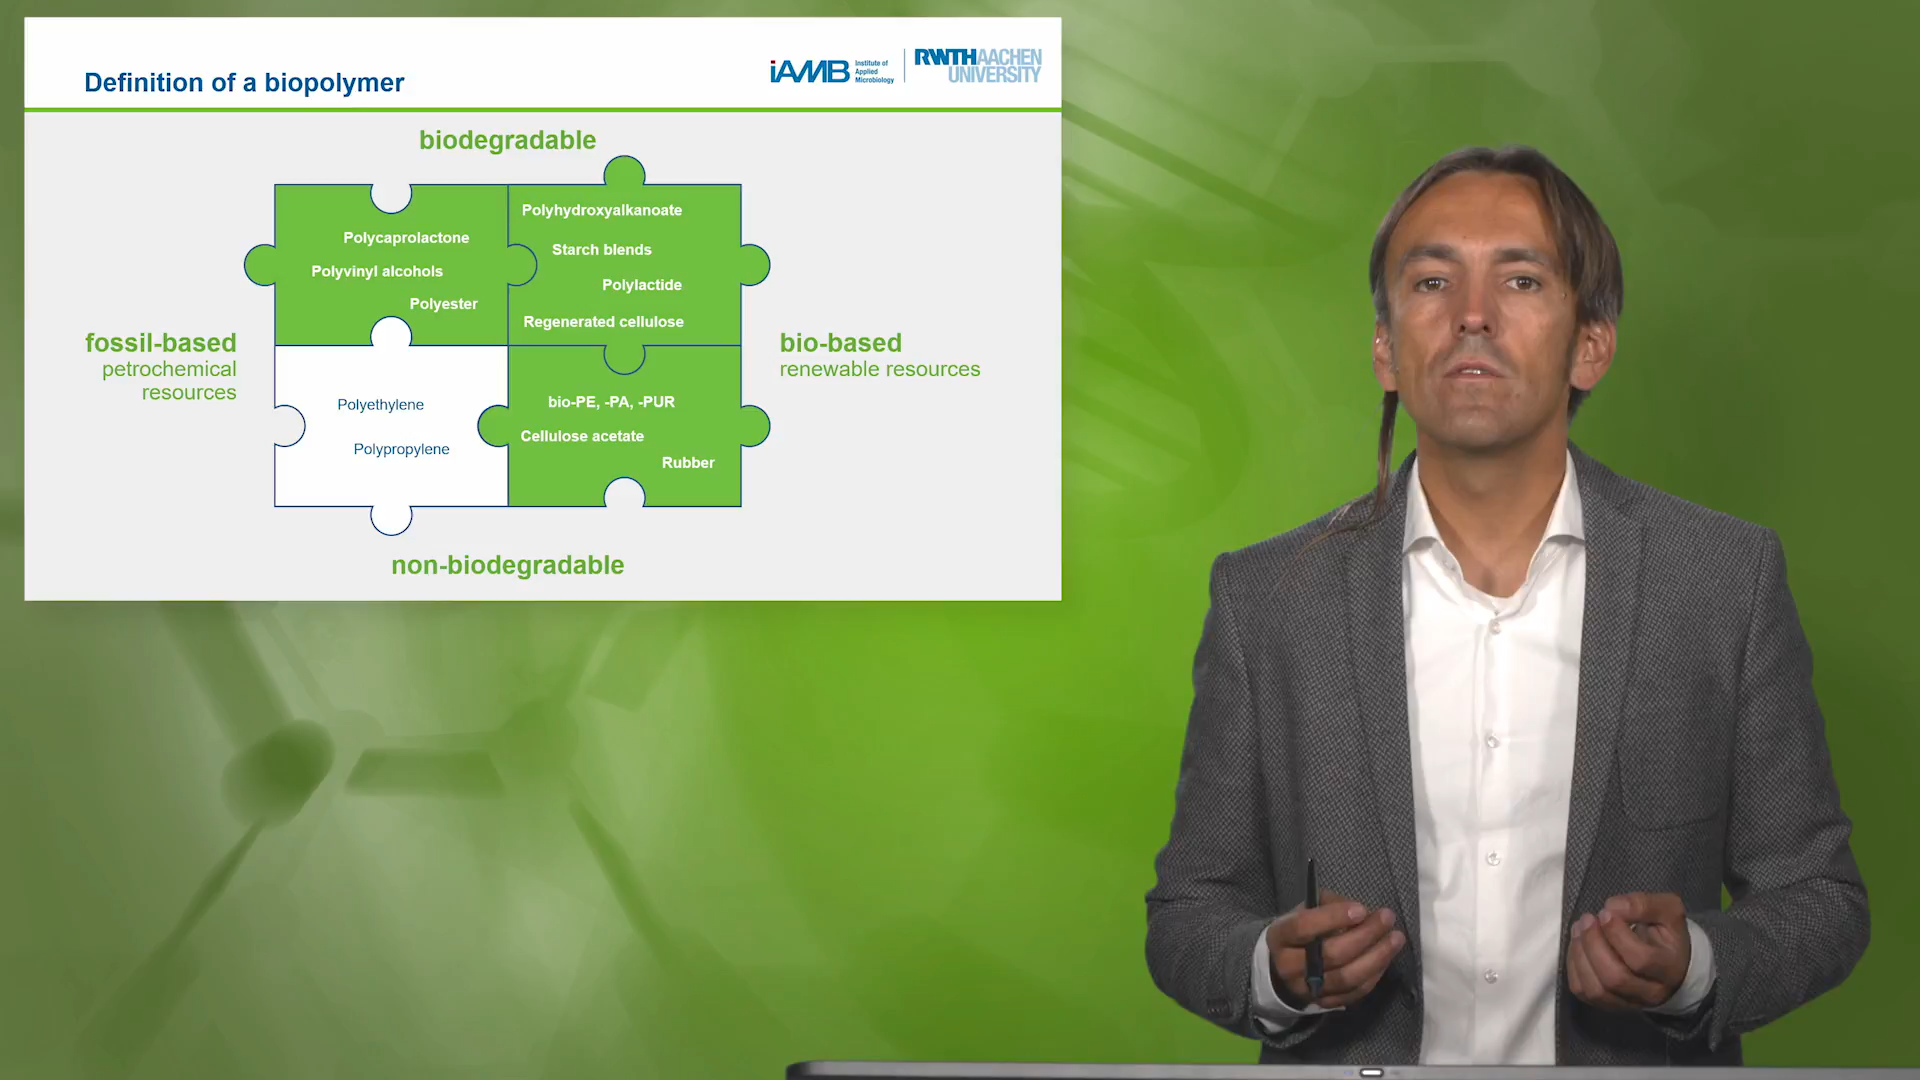 Definition of a biopolymer
iAMB
Institute of
Applied
Microbiology
RWTHAACHEN
UNIVERSITY
biodegradable
Polycaprolactone
Polyvinyl alcohols
Polyester
Polyhydroxyalkanoate
Starch blends
Polylactide
Regenerated cellulose
fossil-based
petrochemical
resources
bio-based
renewable resources
Polyethylene
Polypropylene
bio-PE, -PA, -PUR
Cellulose acetate
Rubber
non-biodegradable